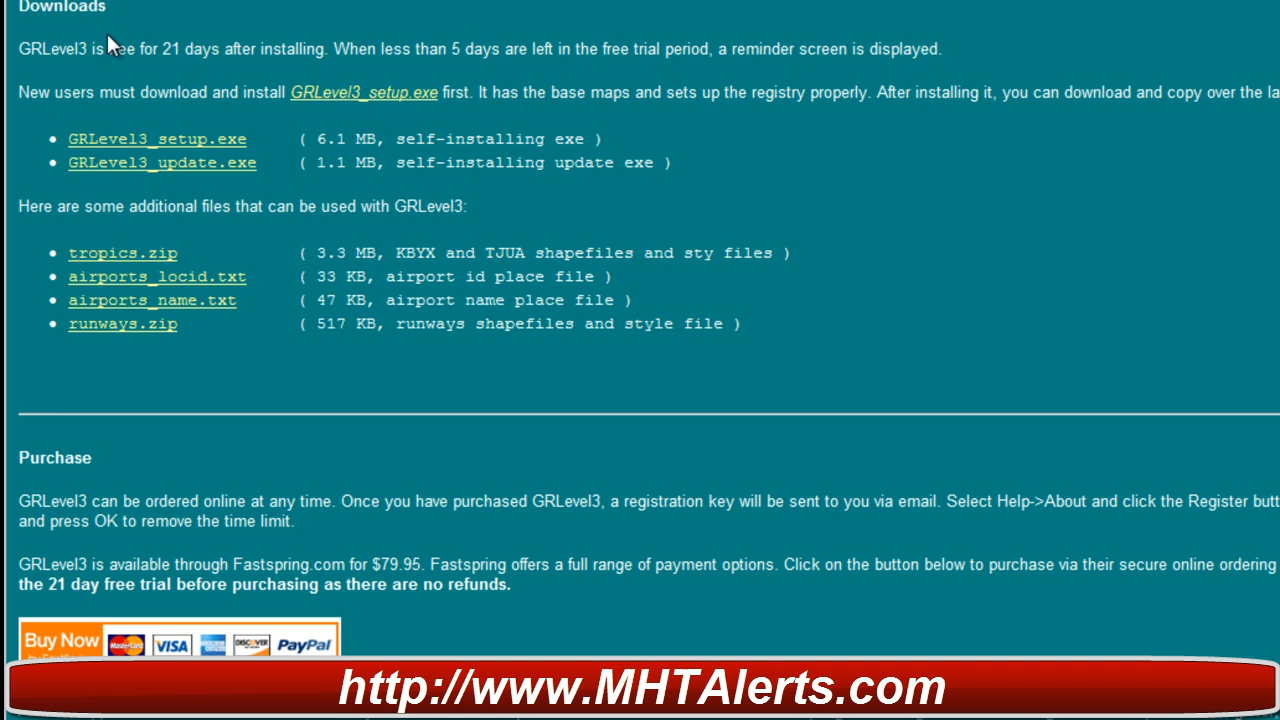 Downloads
GRLevel3 is free for 21 days after installing. When less than 5 days are left in the free trial period, a reminder screen is displayed.
New users must download and install GRLevel3_setup.exe first. It has the base maps and sets up the registry properly. After installing it, you can download and copy over the la
• GRLevel3_setup.exe ( 6.1 MB, self-installing exe )
• GRLevel3_update.exe ( 1.1 MB, self-installing update exe )
Here are some additional files that can be used with GRLevel3:
• tropics.zip ( 3.3 MB, KBYX and TJUA shapefiles and sty files )
• airports_locid.txt ( 33 KB, airport id place file )
• airports_name.txt ( 47 KB, airport name place file )
• runways.zip ( 517 KB, runways shapefiles and style file )
Purchase
GRLevel3 can be ordered online at any time. Once you have purchased GRLevel3, a registration key will be sent to you via email. Select Help->About and click the Register butt
and press OK to remove the time limit.
GRLevel3 is available through Fastspring.com for $79.95. Fastspring offers a full range of payment options. Click on the button below to purchase via their secure online ordering
the 21 day free trial before purchasing as there are no refunds.
Buy Now MasterCard VISA DISCOVER PayPal
http://www.MHTAlerts.com